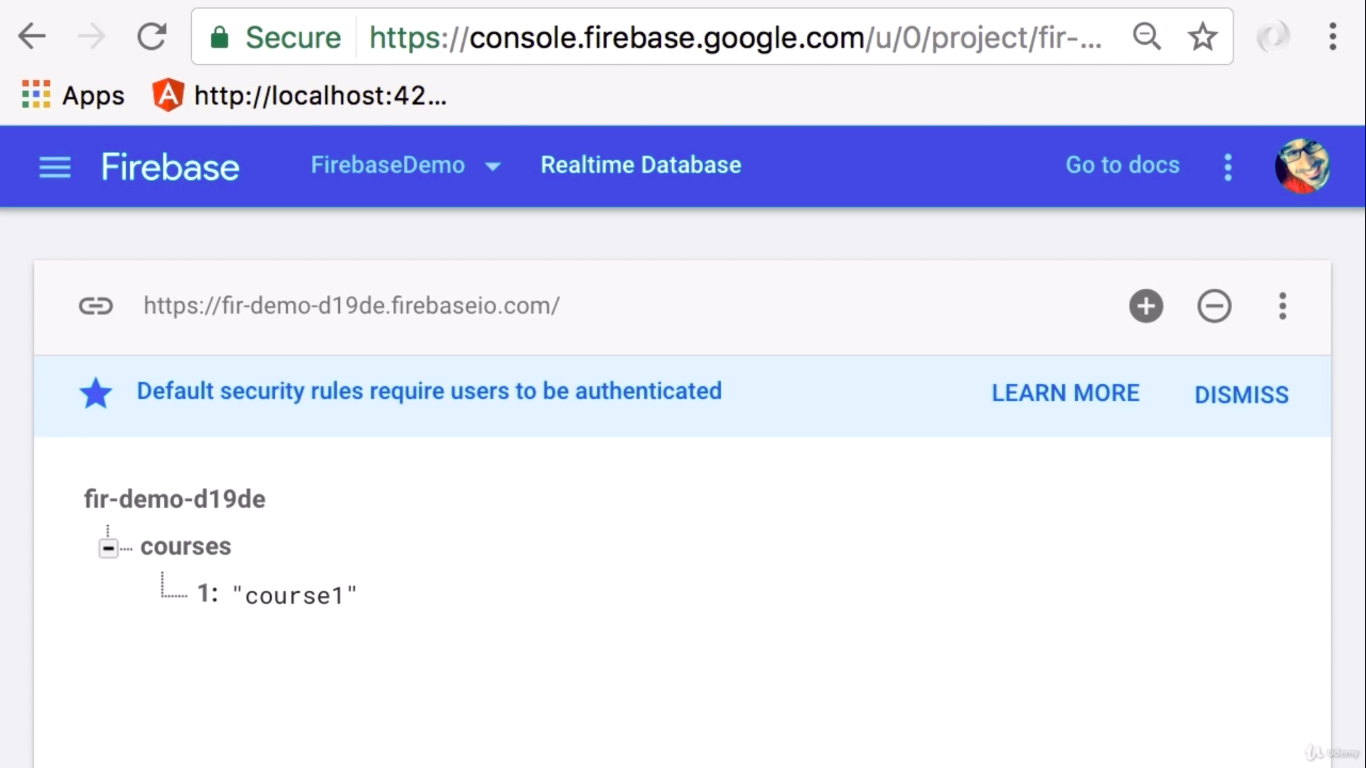 Secure https://console.firebase.google.com/u/0/project/fir-...
Apps http://localhost:42...
Firebase FirebaseDemo Realtime Database Go to docs
https://fir-demo-d19de.firebaseio.com/
Default security rules require users to be authenticated LEARN MORE DISMISS
fir-demo-d19de
courses
1: "course1"
Udemy